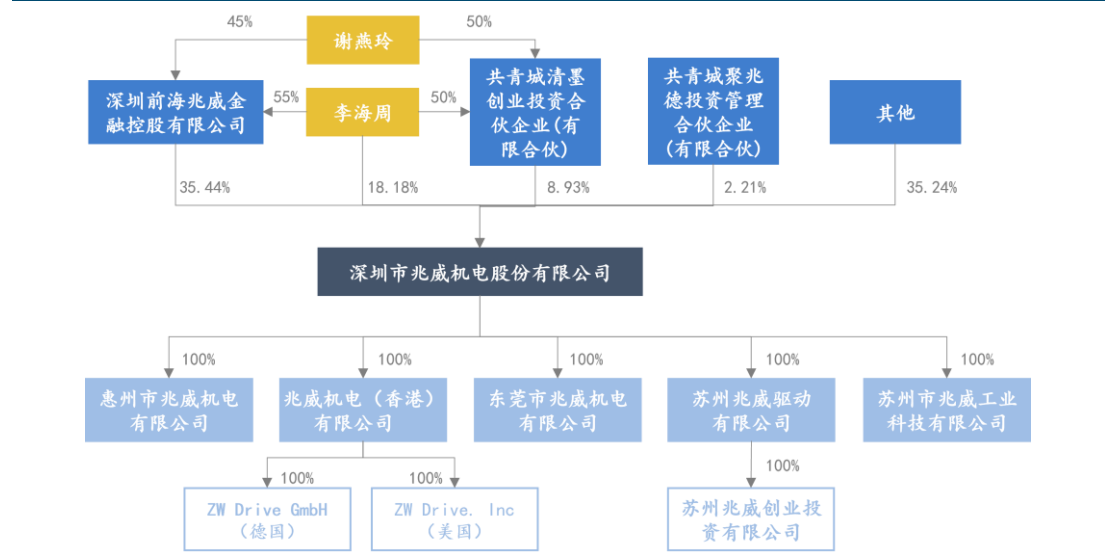 45%
谢燕玲
50%
深圳前海兆威金
融控股有限公司
55%
李海周
50%
共青城清墨
创业投资合
伙企业(有
限合伙)
共青城聚兆
德投资管理
合伙企业
(有限合伙)
其他
35.44%
18.18%
8.93%
2.21%
35.24%
深圳市兆威机电股份有限公司
100%
100%
100%
100%
100%
惠州市兆威机电
有限公司
兆威机电（香港）
有限公司
东莞市兆威机电
有限公司
苏州兆威驱动
有限公司
苏州市兆威工业
科技有限公司
100%
100%
100%
ZW Drive GmbH
（德国）
ZW Drive. Inc
（美国）
苏州兆威创业投
资有限公司